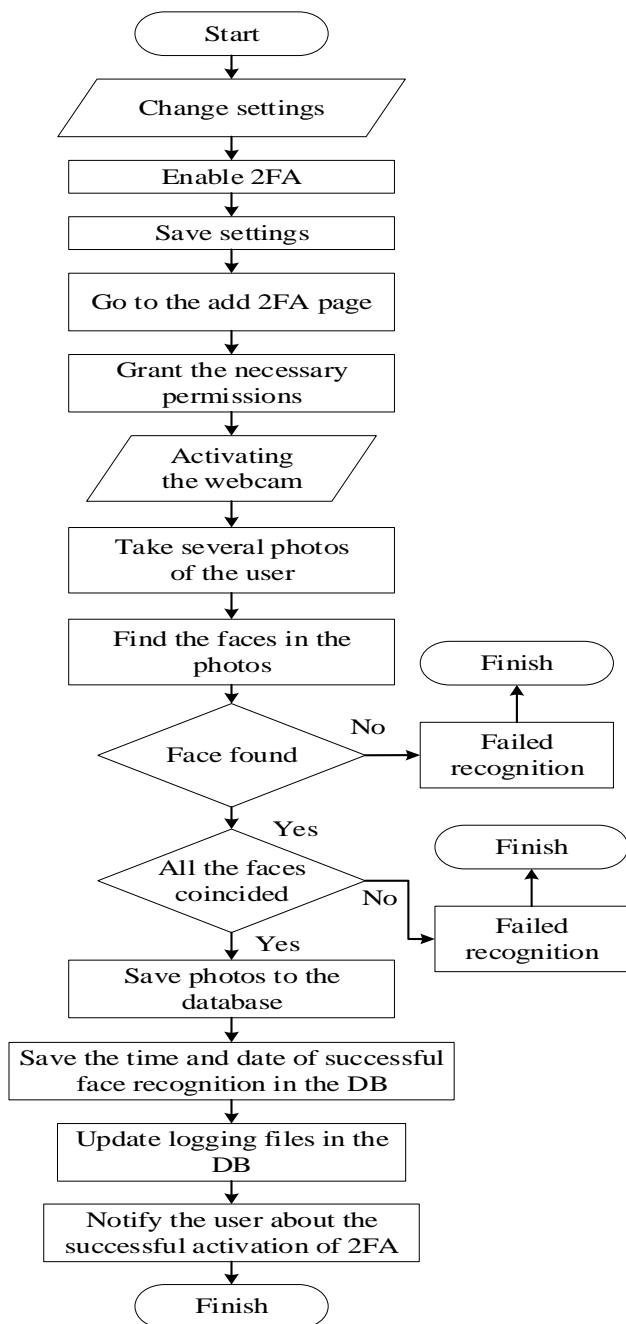 Start
Change settings
Enable 2FA
Save settings
Go to the add 2FA page
Grant the necessary
permissions
Activating
the webcam
Take several photos
of the user
Find the faces in the
photos
Finish
No
Face found
Failed
recognition
Yes
Finish
All the faces
coincided
No
Failed
recognition
Yes
Save photos to the
database
Save the time and date of successful
face recognition in the DB
Update logging files in the
DB
Notify the user about the
successful activation of 2FA
Finish